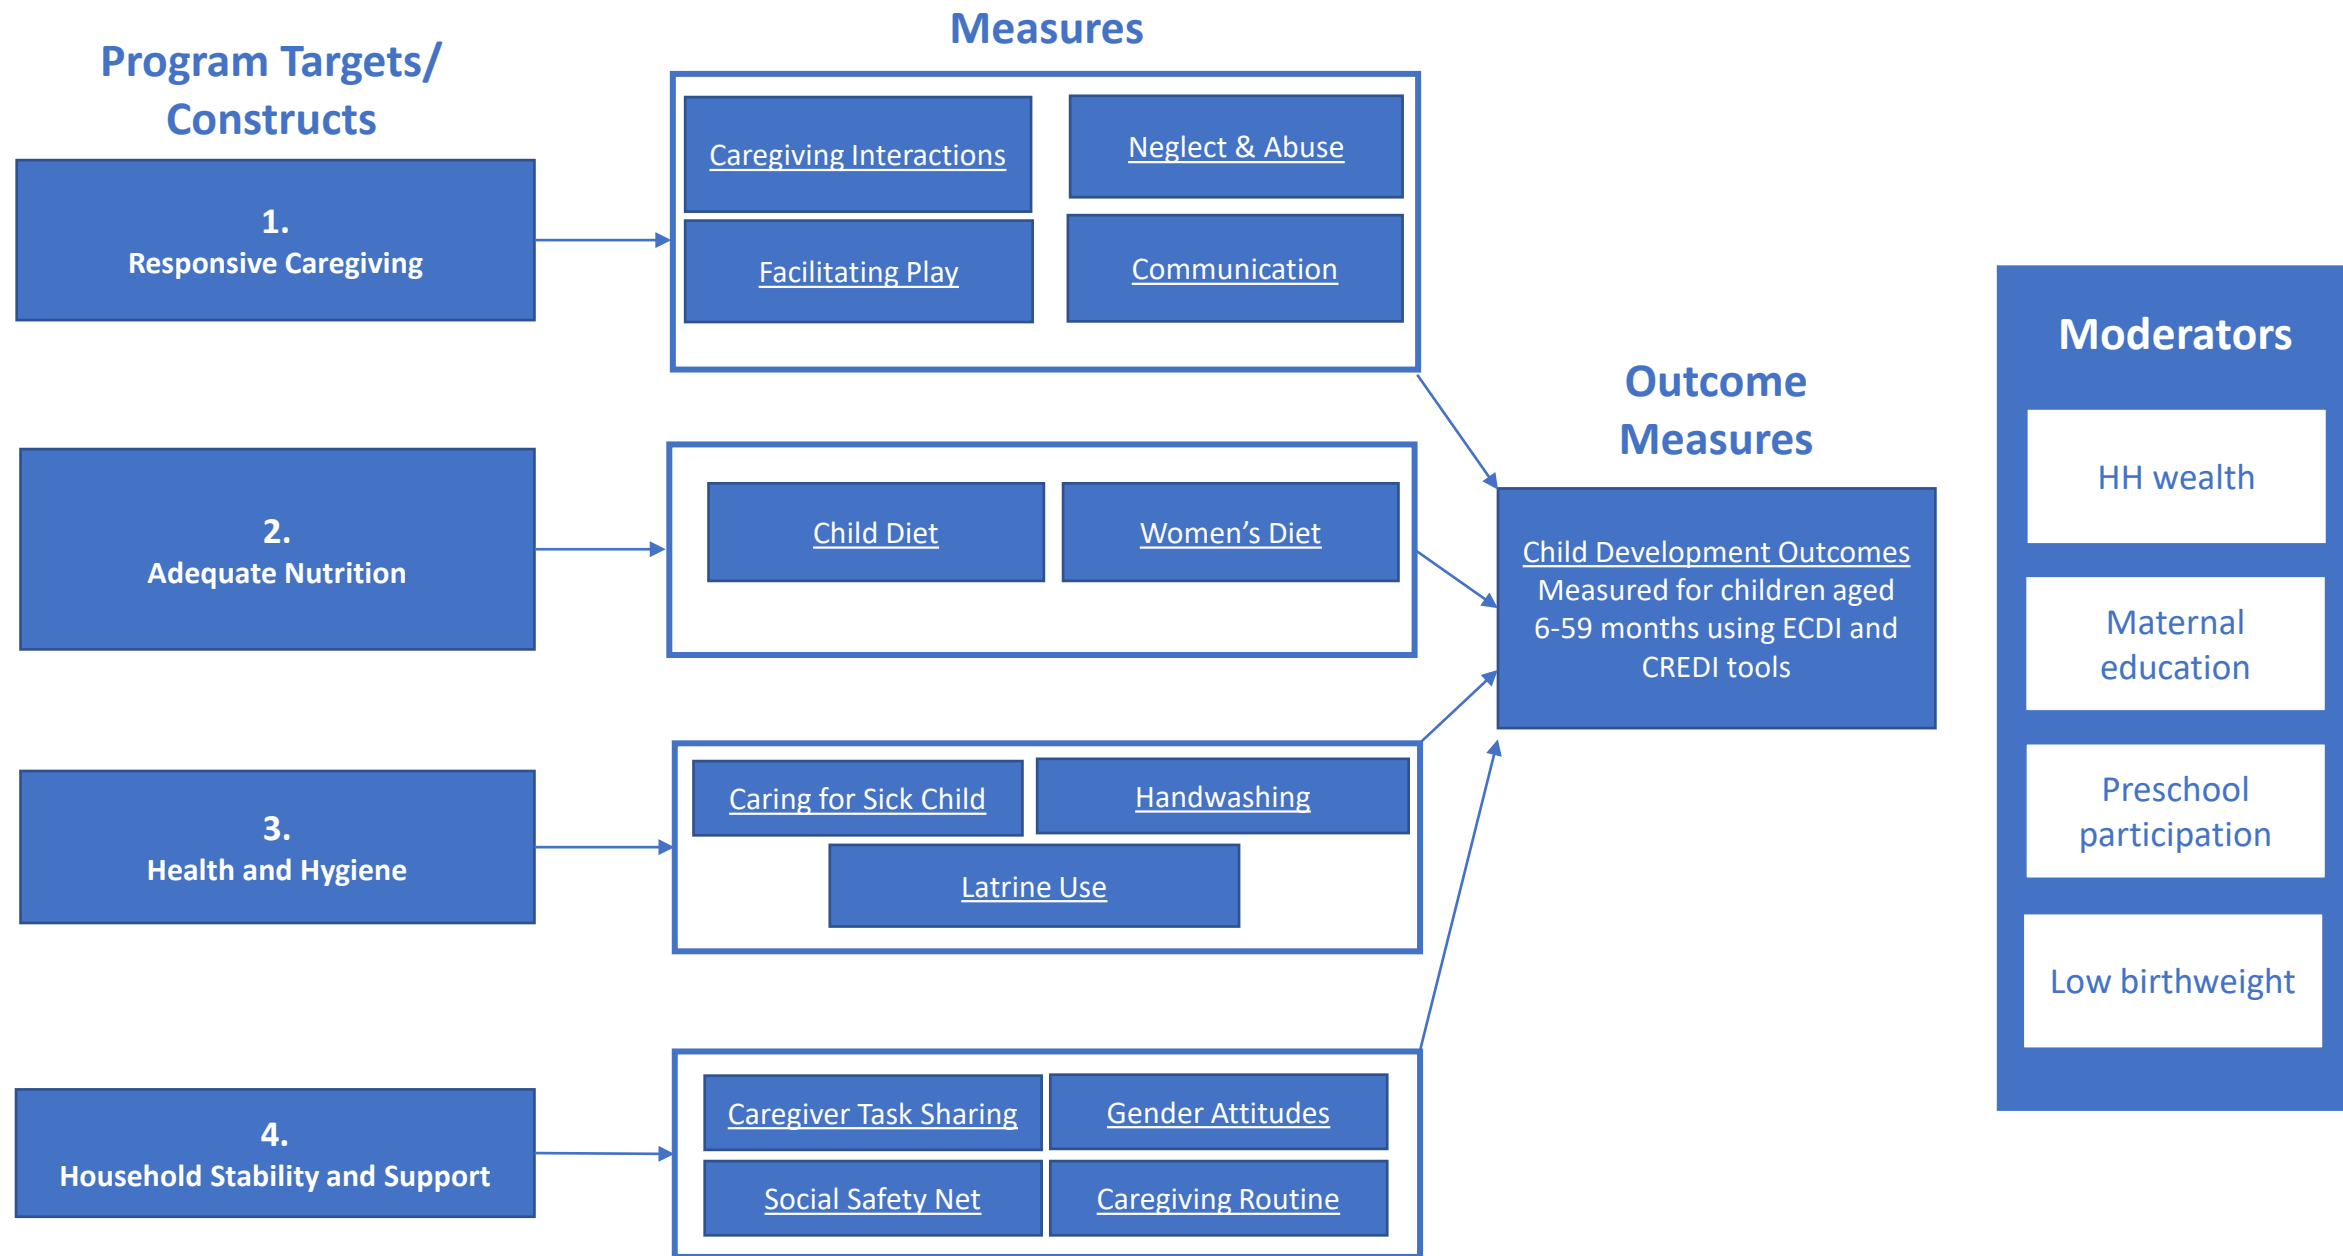 Program Targets/
Constructs
1.
Responsive Caregiving
2.
Adequate Nutrition
3.
Health and Hygiene
4.
Household Stability and Support
Measures
Caregiving Interactions
Neglect & Abuse
Facilitating Play
Communication
Child Diet
Women’s Diet
Caring for Sick Child
Handwashing
Latrine Use
Caregiver Task Sharing
Gender Attitudes
Social Safety Net
Caregiving Routine
Outcome
Measures
Child Development Outcomes
Measured for children aged
6-59 months using ECDI and
CREDI tools
Moderators
HH wealth
Maternal
education
Preschool
participation
Low birthweight